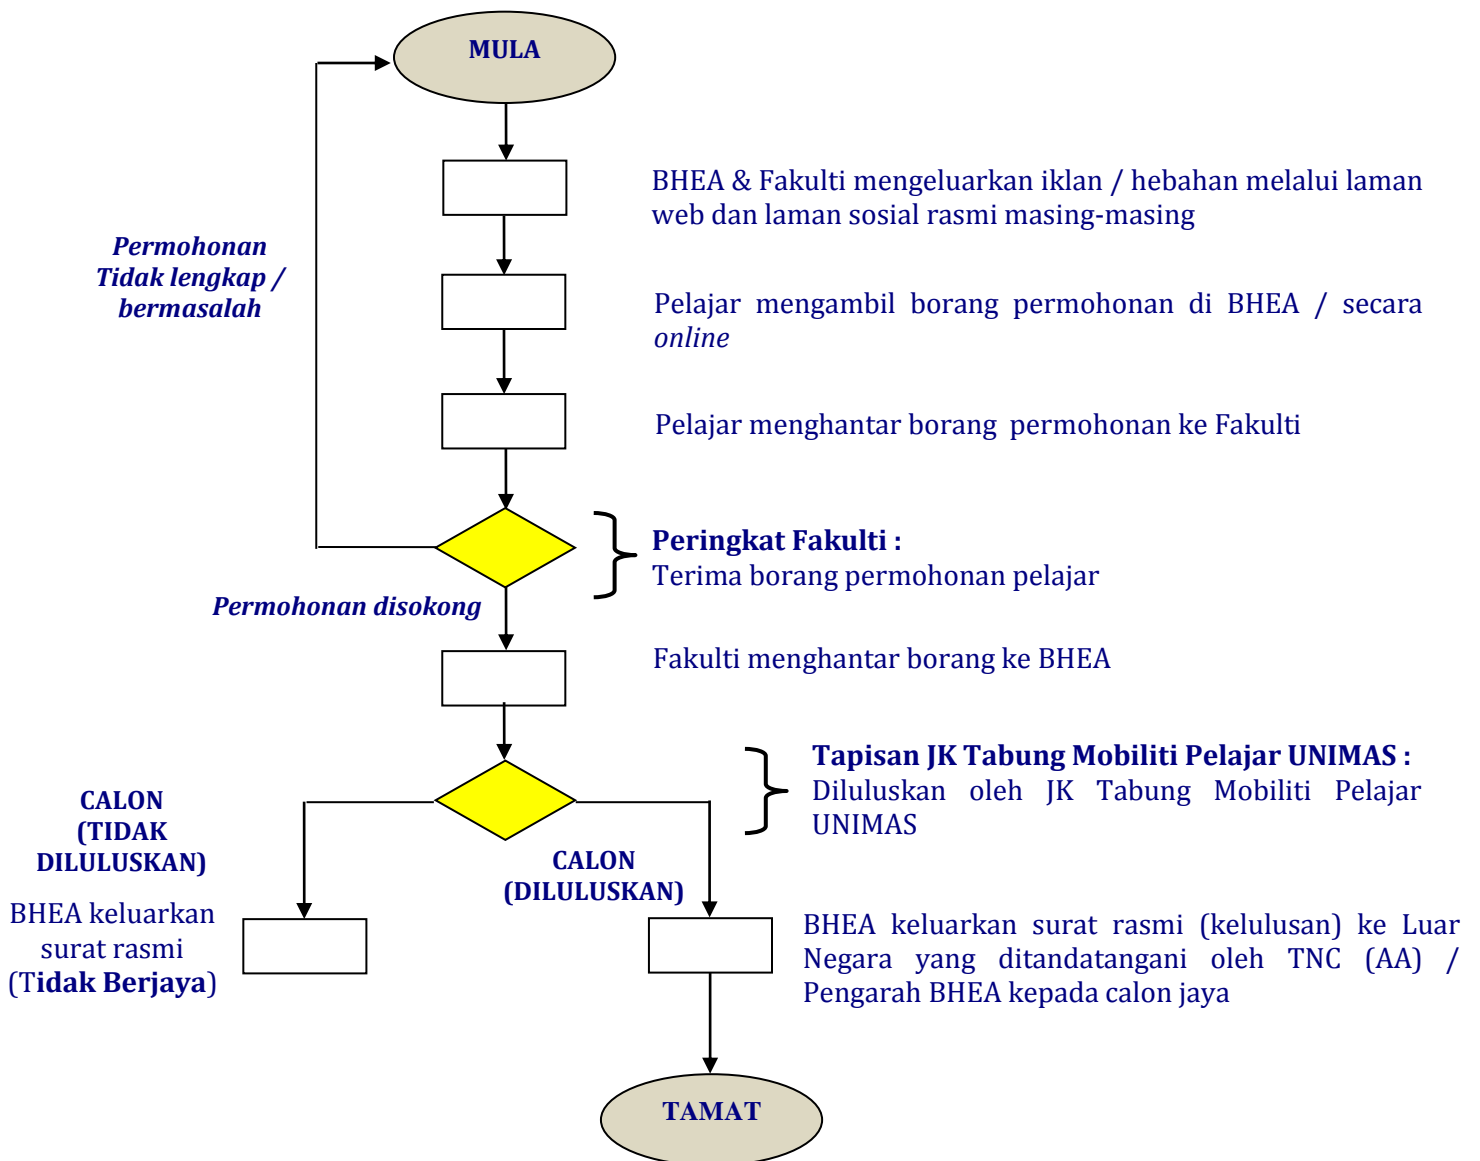 MULA
BHEA & Fakulti mengeluarkan iklan / hebahan melalui laman
web dan laman sosial rasmi masing-masing
Permohonan
Tidak lengkap /
bermasalah
Pelajar mengambil borang permohonan di BHEA / secara
online
Pelajar menghantar borang permohonan ke Fakulti
Peringkat Fakulti :
Terima borang permohonan pelajar
Permohonan disokong
Fakulti menghantar borang ke BHEA
Tapisan JK Tabung Mobiliti Pelajar UNIMAS :
Diluluskan oleh JK Tabung Mobiliti Pelajar
UNIMAS
CALON
(TIDAK
DILULUSKAN)
CALON
(DILULUSKAN)
BHEA keluarkan
surat rasmi
(Tidak Berjaya)
BHEA keluarkan surat rasmi (kelulusan) ke Luar
Negara yang ditandatangani oleh TNC (AA) /
Pengarah BHEA kepada calon jaya
TAMAT